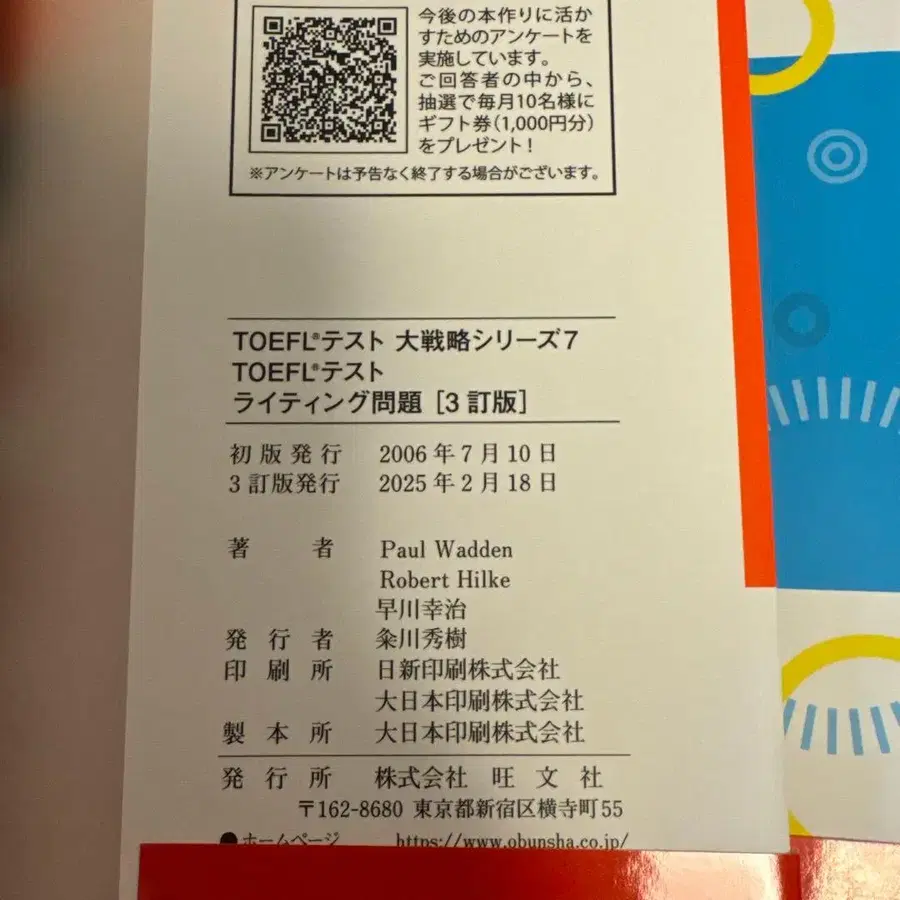 今後の本作りに活か
すためのアンケートを
実施しています。
ご回答者の中から、
抽選で毎月10名様に
ギフト券(1,000円分)
をプレゼント!
※アンケートは予告なく終了する場合がございます。
TOEFL®テスト 大戦略シリーズ7
TOEFL®テスト
ライティング問題[3訂版]
初版発行 2006年7月10日
3訂版発行 2025年2月18日
著者 Paul Wadden
Robert Hilke
早川幸治
発行者 粂川秀樹
印刷所 日新印刷株式会社
大日本印刷株式会社
製本所 大日本印刷株式会社
発行所 株式会社 旺文社
〒162-8680 東京都新宿区横寺町55
●ホームページ https://www.obunsha.co.jp/